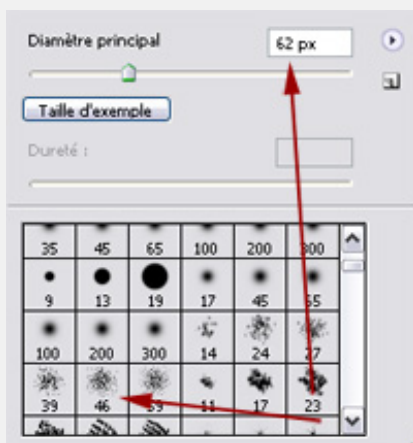 Diamètre principal 62 px
Taille d'exemple
Dureté :
35 45 65 100 200 300
9 13 19 17 45 65
100 200 300 14 24 27
39 46 59 11 17 23